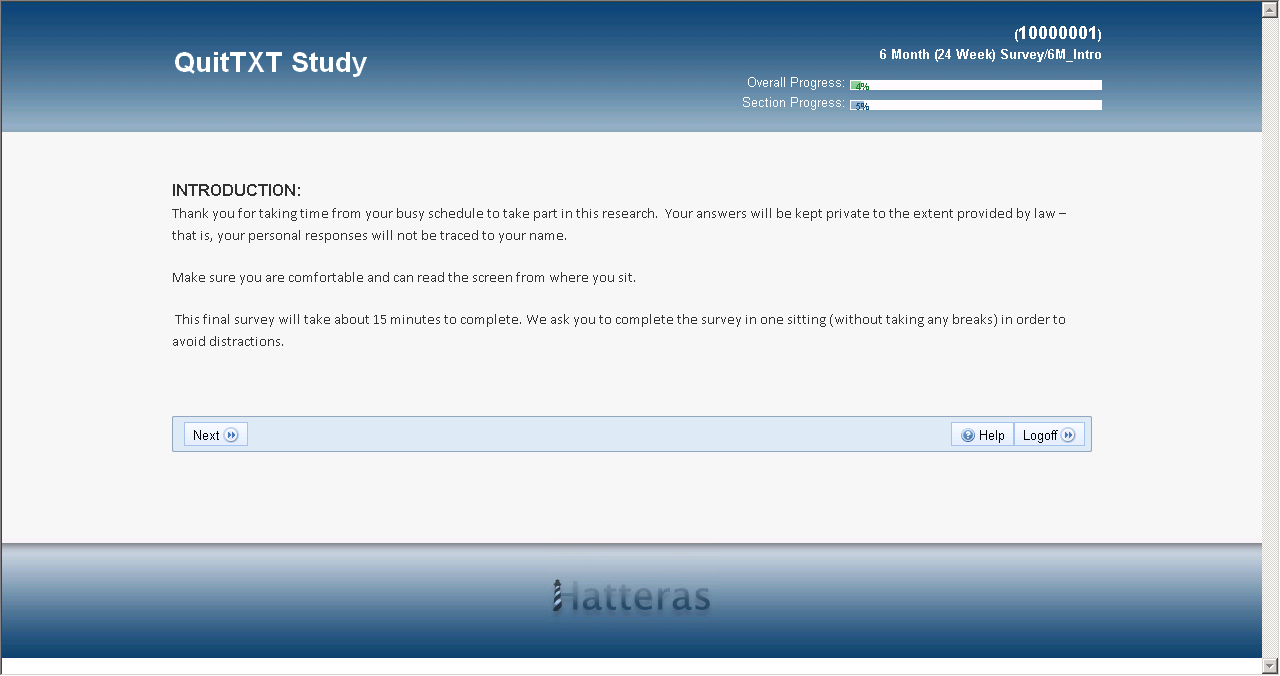 (10000001)
QuitTXT Study
6 Month (24 Week) Survey/6M_Intro
Overall Progress: 4%
Section Progress: 5%
INTRODUCTION:
Thank you for taking time from your busy schedule to take part in this research.  Your answers will be kept private to the extent provided by law –
that is, your personal responses will not be traced to your name.
Make sure you are comfortable and can read the screen from where you sit.
This final survey will take about 15 minutes to complete. We ask you to complete the survey in one sitting (without taking any breaks) in order to
avoid distractions.
Next Help Logoff
Hatteras